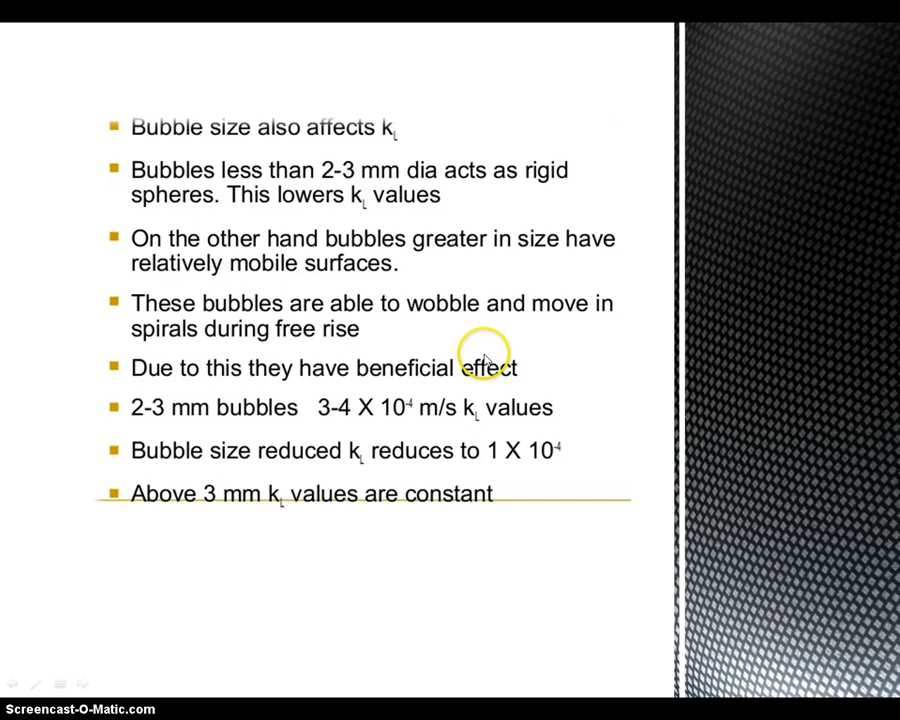 Bubble size also affects kL
Bubbles less than 2-3 mm dia acts as rigid
spheres. This lowers kL values
On the other hand bubbles greater in size have
relatively mobile surfaces.
These bubbles are able to wobble and move in
spirals during free rise
Due to this they have beneficial effect
2-3 mm bubbles 3-4 X 10-4 m/s kL values
Bubble size reduced kL reduces to 1 X 10-4
Above 3 mm kL values are constant
Screencast-O-Matic.com